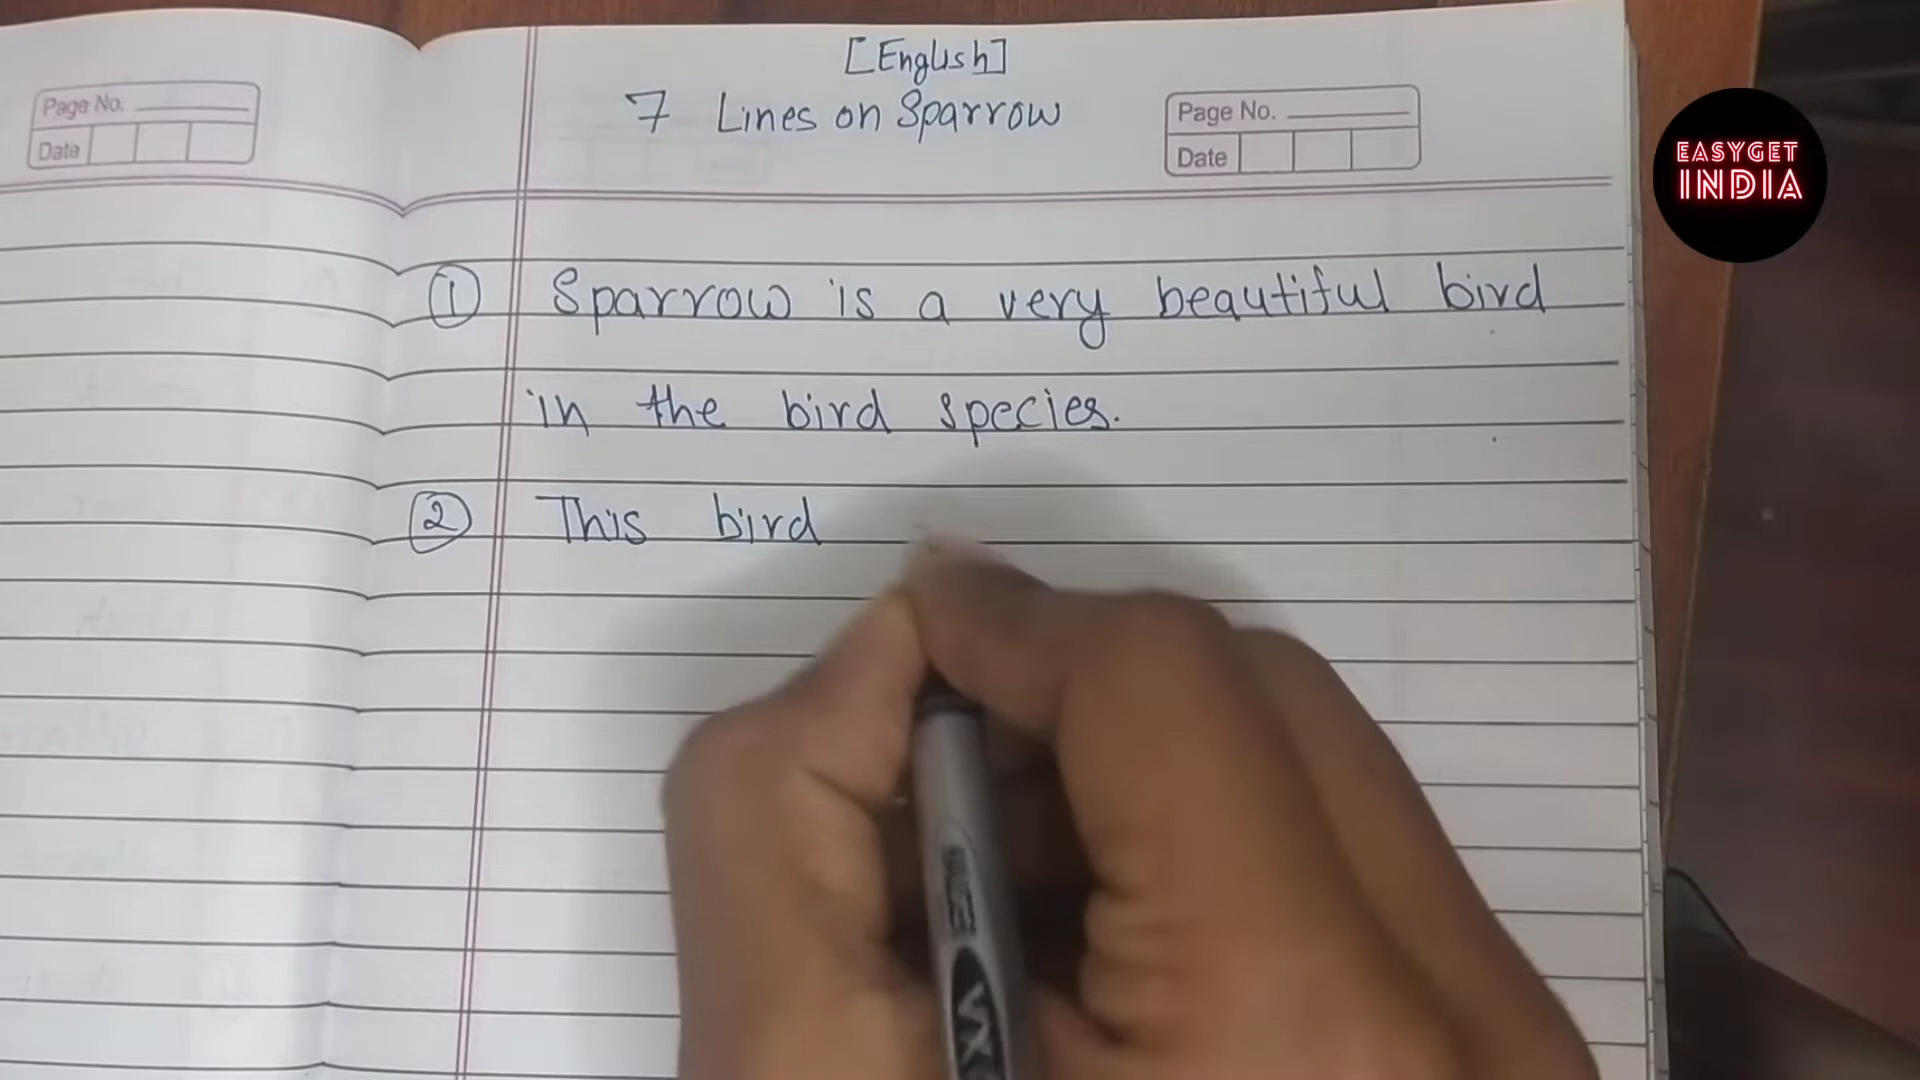 [English]
7 Lines on Sparrow
Page No.
Date
Page No.
Date
EASYGET
INDIA
① Sparrow is a very beautiful bird
in the bird species.
② This bird